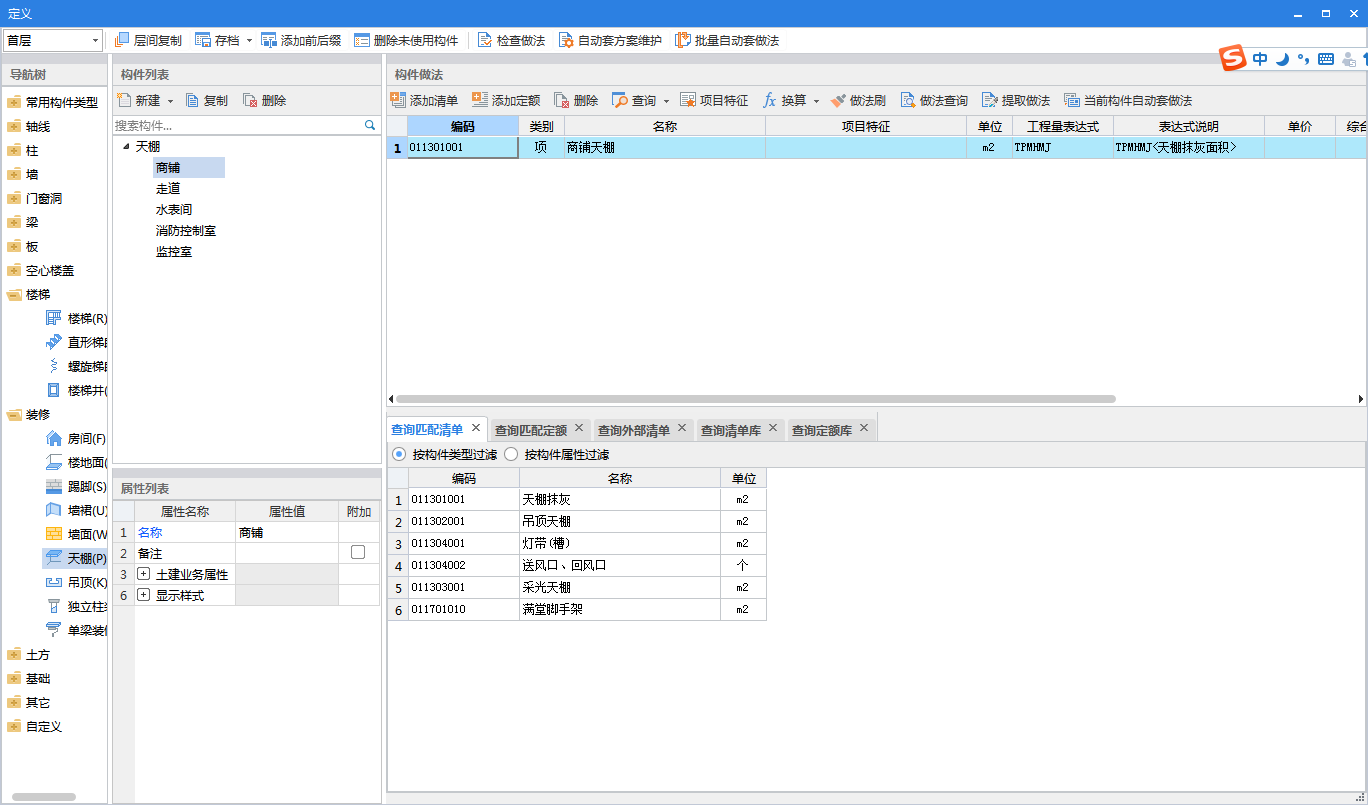 定义
首层
层间复制
存档
添加前后缀
删除未使用构件
检查做法
自动套方案维护
批量自动套做法
中
导航树
常用构件类型
轴线
柱
墙
门窗洞
梁
板
空心楼盖
楼梯
楼梯(R)
直形梯段
螺旋梯段
楼梯井(
装修
房间(F)
楼地面(
踢脚(S)
墙裙(U)
墙面(W
天棚(P)
吊顶(K)
独立柱装
单梁装修
土方
基础
其它
自定义
构件列表
新建
复制
删除
搜索构件...
天棚
商铺
走道
水表间
消防控制室
监控室
属性列表
属性名称 属性值 附加
1 名称 商铺
2 备注
3 土建业务属性
6 显示样式
构件做法
添加清单
添加定额
删除
查询
项目特征
fx 换算
做法刷
做法查询
提取做法
当前构件自动套做法
编码 类别 名称 项目特征 单位 工程量表达式 表达式说明 单价 综合
1 011301001 项 商铺天棚 m2 TPMHMJ TPMHMJ<天棚抹灰面积>
查询匹配清单
查询匹配定额
查询外部清单
查询清单库
查询定额库
按构件类型过滤
按构件属性过滤
编码 名称 单位
1 011301001 天棚抹灰 m2
2 011302001 吊顶天棚 m2
3 011304001 灯带(槽) m2
4 011304002 送风口、回风口 个
5 011303001 采光天棚 m2
6 011701010 满堂脚手架 m2